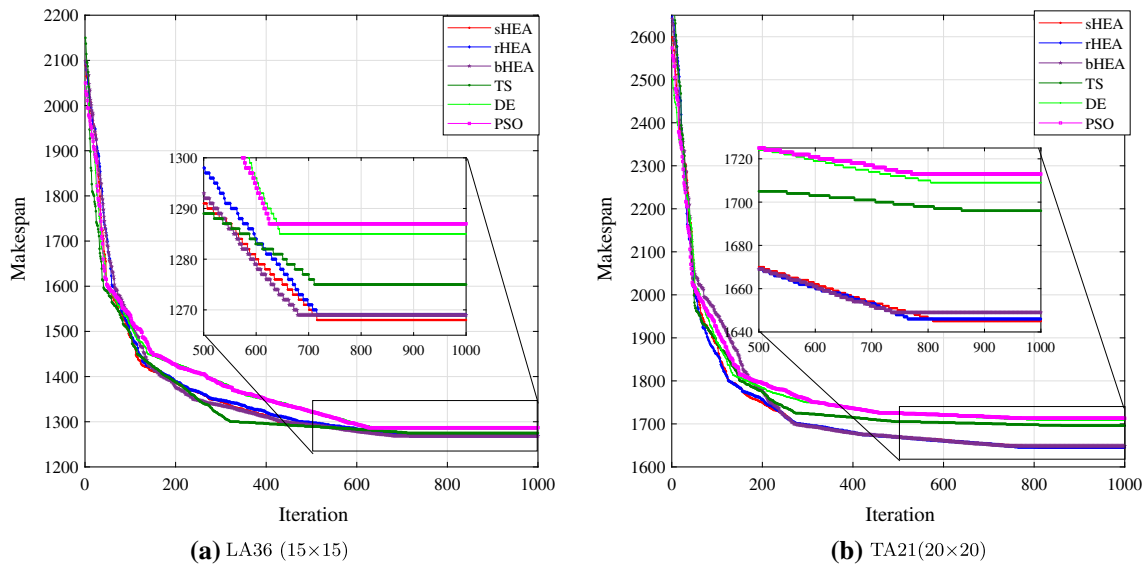 2200
2100
2000
1900
1800
1700
1600
1500
1400
1300
1200
Makespan
0 200 400 600 800 1000
Iteration
sHEA
rHEA
bHEA
TS
DE
PSO
1300
1290
1280
1270
500 600 700 800 900 1000
(a) LA36 (15×15)
2600
2500
2400
2300
2200
2100
2000
1900
1800
1700
1600
Makespan
0 200 400 600 800 1000
Iteration
sHEA
rHEA
bHEA
TS
DE
PSO
1720
1700
1680
1660
1640
500 600 700 800 900 1000
(b) TA21(20×20)